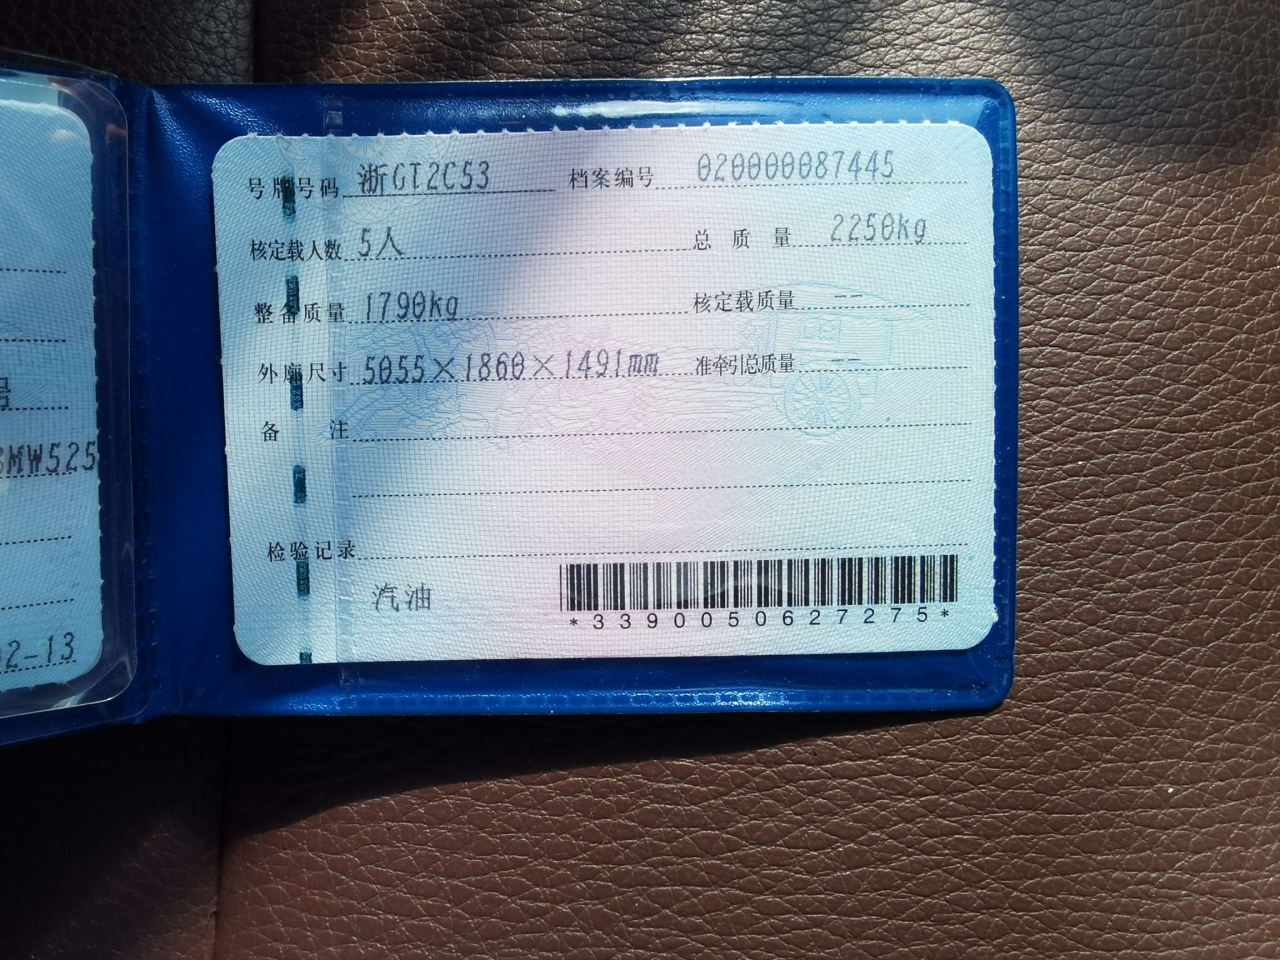 号牌号码 浙GT2C53 档案编号 020000087445
核定载人数 5人 总质量 2250kg
整备质量 1790kg 核定载质量 --
外廓尺寸 5055×1860×1491mm 准牵引总质量 --
备注
检验记录
汽油
*3390050627275*
号
MW525
2-13